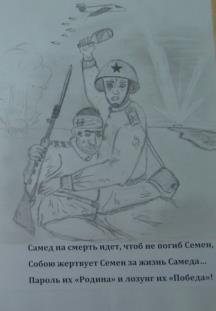 Самед на смерть идет, чтоб не погиб Семен,
Собою жертвует Семен за жизнь Самеда...
Пароль их «Родина» и лозунг их «Победа»!